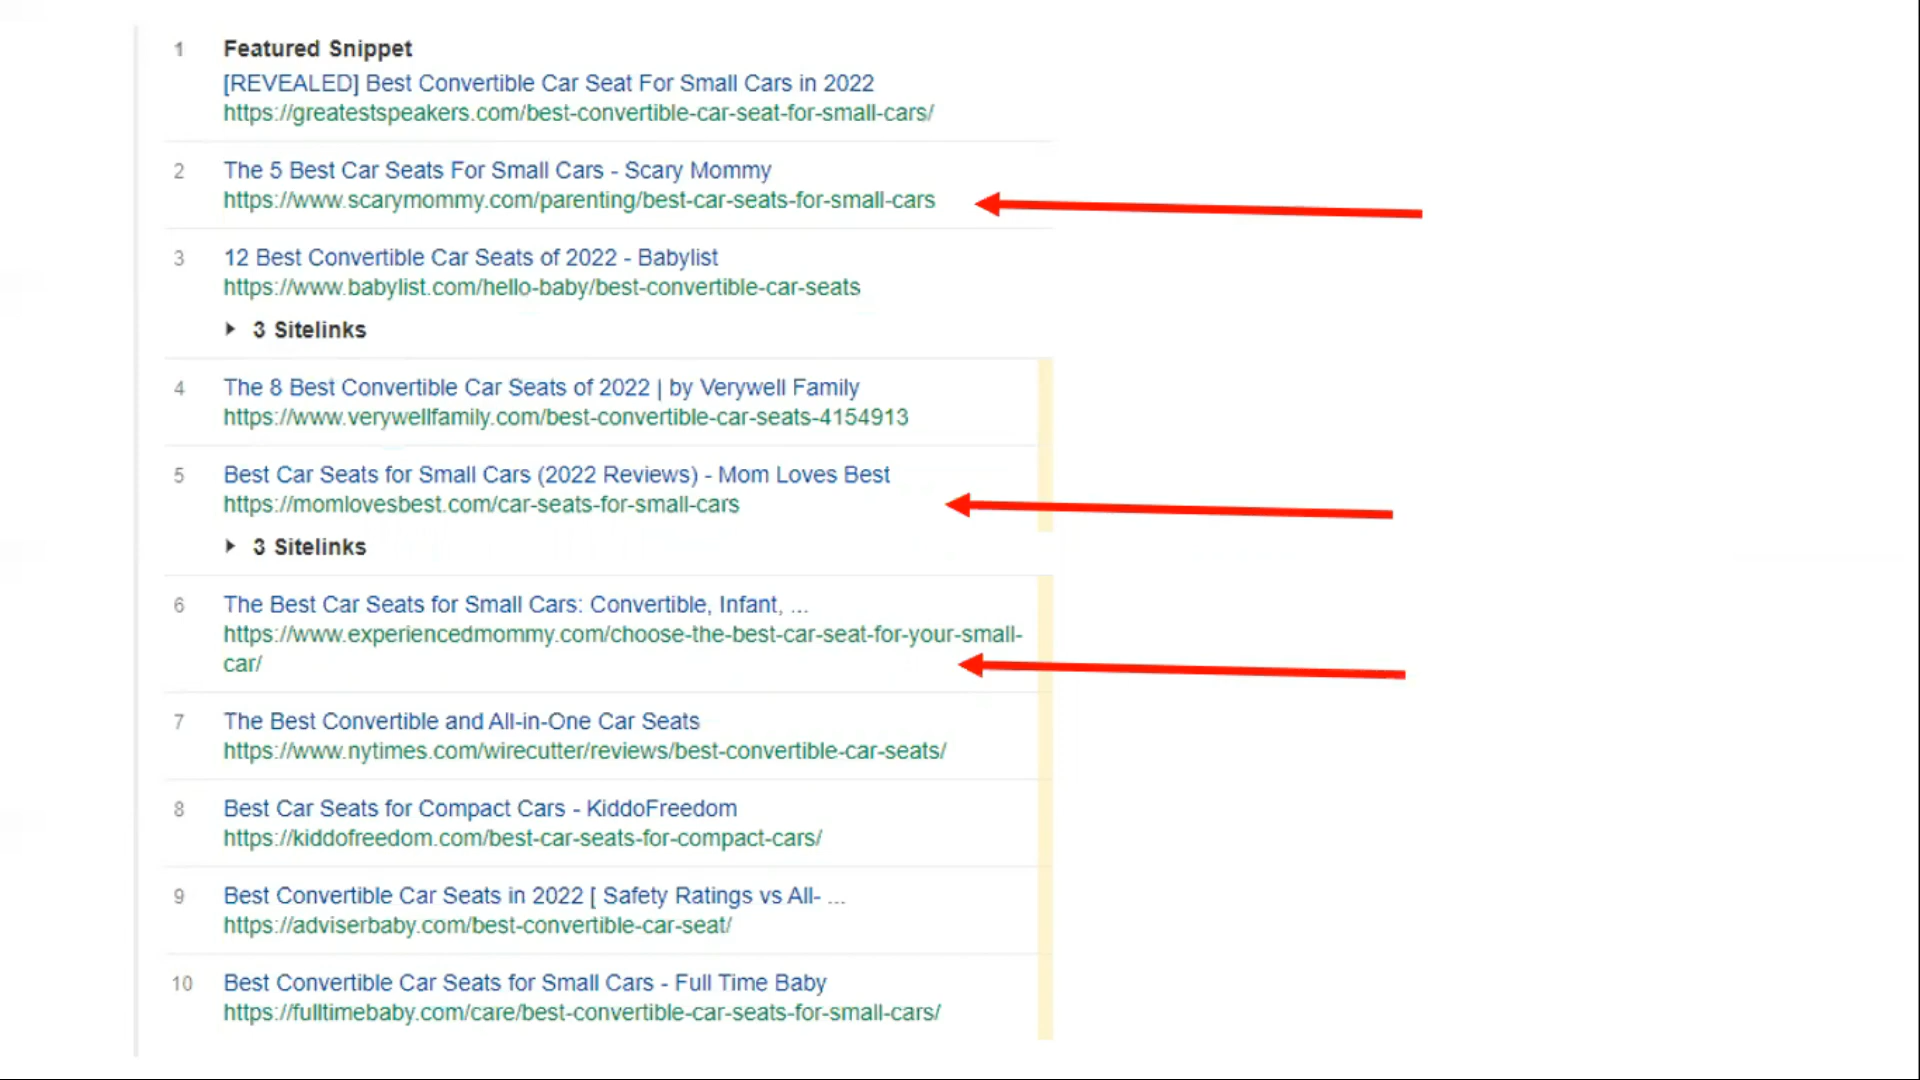 1 Featured Snippet
[REVEALED] Best Convertible Car Seat For Small Cars in 2022
https://greatestspeakers.com/best-convertible-car-seat-for-small-cars/
2 The 5 Best Car Seats For Small Cars - Scary Mommy
https://www.scarymommy.com/parenting/best-car-seats-for-small-cars
3 12 Best Convertible Car Seats of 2022 - Babylist
https://www.babylist.com/hello-baby/best-convertible-car-seats
3 Sitelinks
4 The 8 Best Convertible Car Seats of 2022 | by Verywell Family
https://www.verywellfamily.com/best-convertible-car-seats-4154913
5 Best Car Seats for Small Cars (2022 Reviews) - Mom Loves Best
https://momlovesbest.com/car-seats-for-small-cars
3 Sitelinks
6 The Best Car Seats for Small Cars: Convertible, Infant, ...
https://www.experiencedmommy.com/choose-the-best-car-seat-for-your-small-
car/
7 The Best Convertible and All-in-One Car Seats
https://www.nytimes.com/wirecutter/reviews/best-convertible-car-seats/
8 Best Car Seats for Compact Cars - KiddoFreedom
https://kiddofreedom.com/best-car-seats-for-compact-cars/
9 Best Convertible Car Seats in 2022 [ Safety Ratings vs All- ...
https://adviserbaby.com/best-convertible-car-seat/
10 Best Convertible Car Seats for Small Cars - Full Time Baby
https://fulltimebaby.com/care/best-convertible-car-seats-for-small-cars/